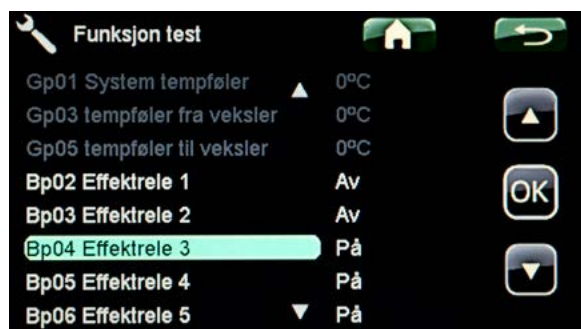 Funksjon test
Gp01 System tempføler 0ºC
Gp03 tempføler fra veksler 0ºC
Gp05 tempføler til veksler 0ºC
Bp02 Effektrele 1 Av
Bp03 Effektrele 2 Av
OK
Bp04 Effektrele 3 På
Bp05 Effektrele 4 På
Bp06 Effektrele 5 På